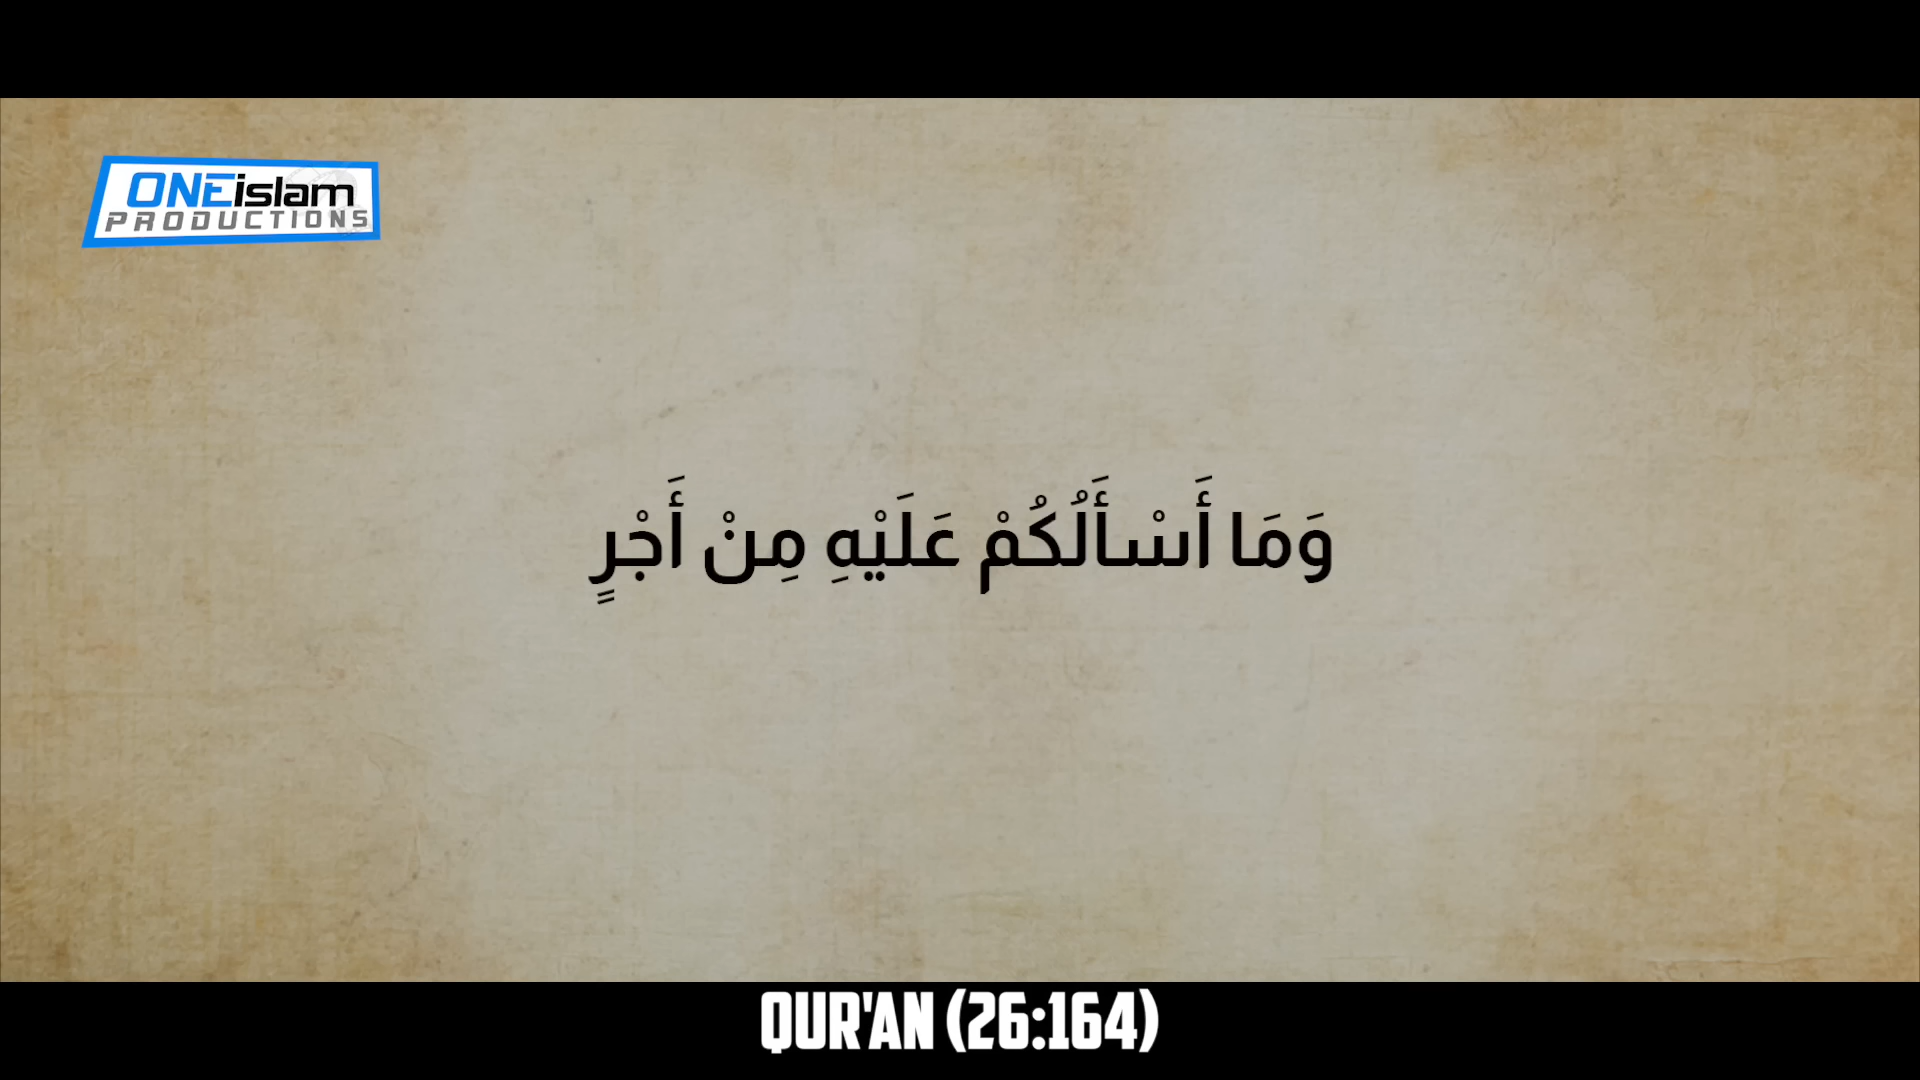 ONEislam
PRODUCTIONS
وَمَا أَسْأَلُكُمْ عَلَيْهِ مِنْ أَجْرٍ
QUR'AN (26:164)